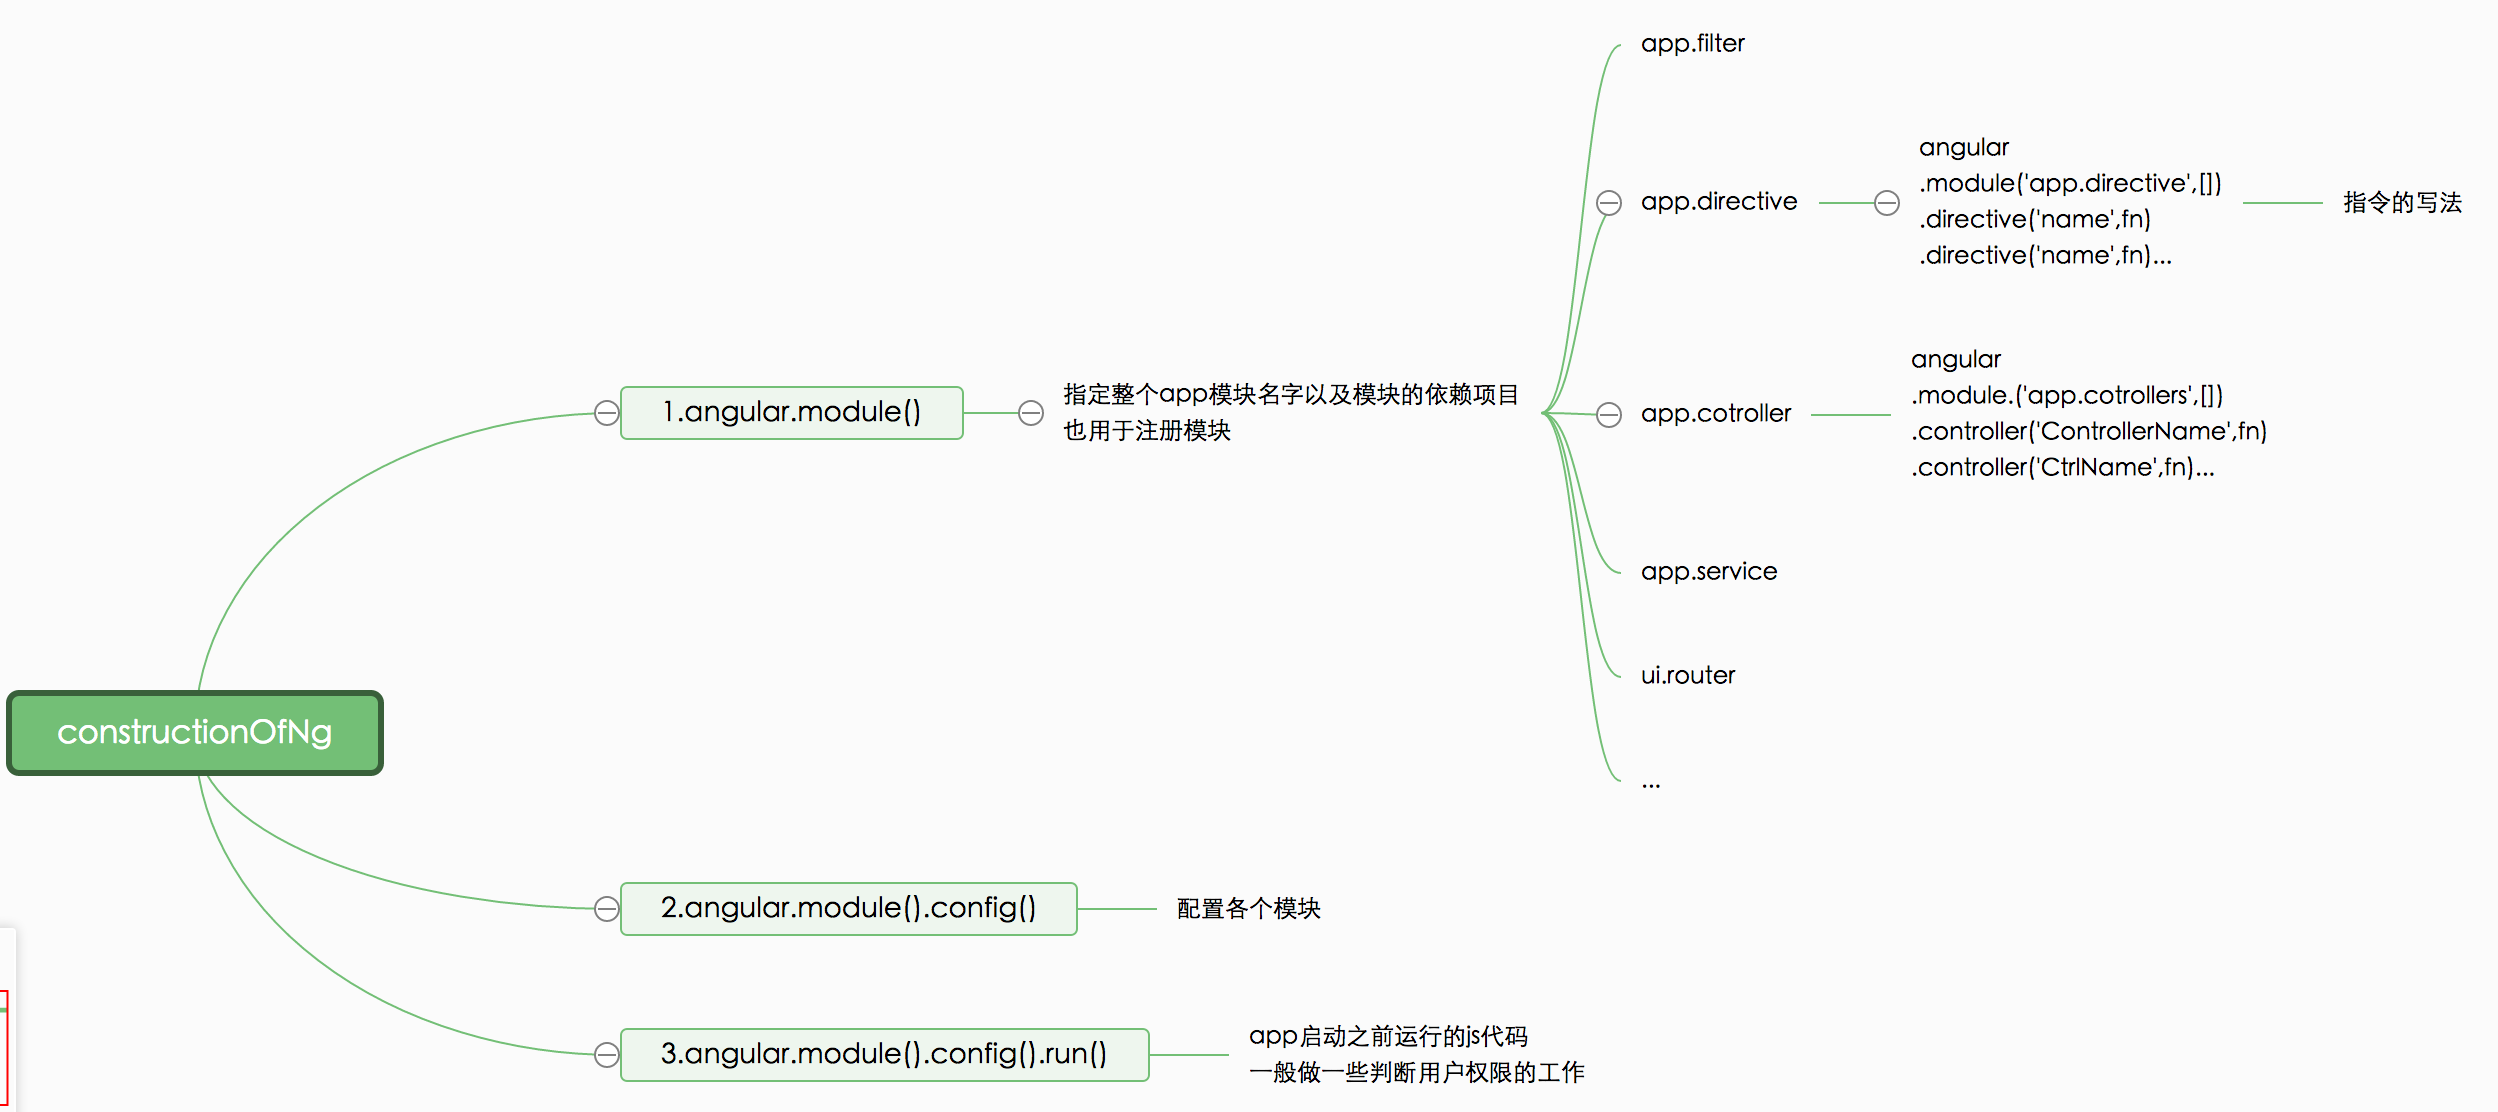 constructionOfNg
1.angular.module()
指定整个app模块名字以及模块的依赖项目
也用于注册模块
app.filter
app.directive
angular
.module('app.directive',[])
.directive('name',fn)
.directive('name',fn)...
指令的写法
app.cotroller
angular
.module.('app.cotrollers',[])
.controller('ControllerName',fn)
.controller('CtrlName',fn)...
app.service
ui.router
...
2.angular.module().config()
配置各个模块
3.angular.module().config().run()
app启动之前运行的js代码
一般做一些判断用户权限的工作